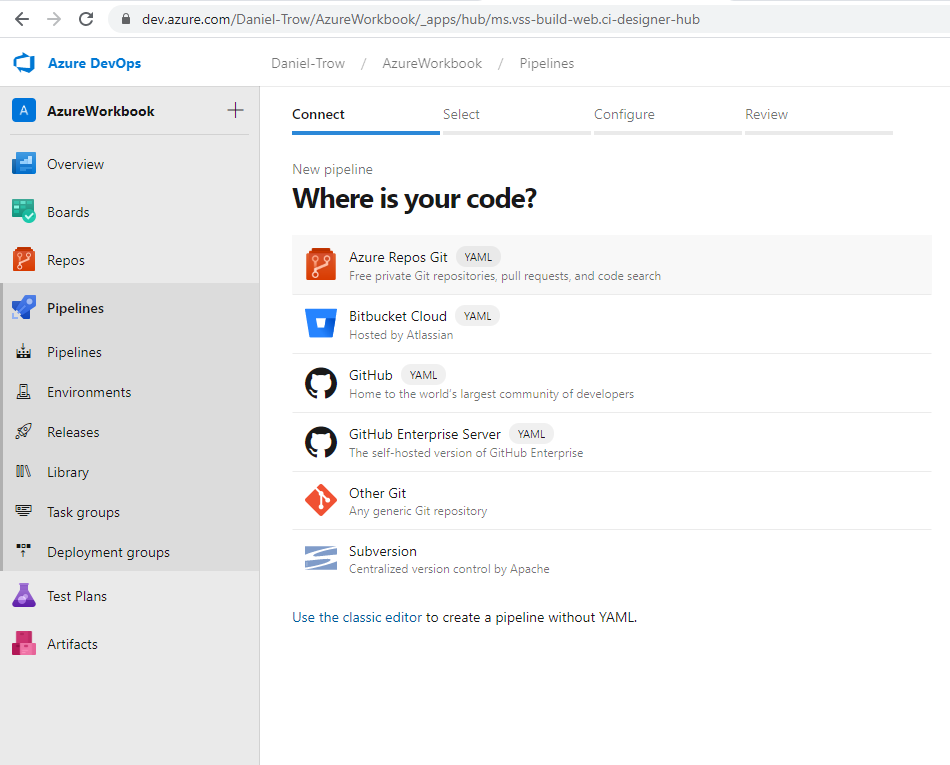 dev.azure.com/Daniel-Trow/AzureWorkbook/_apps/hub/ms.vss-build-web.ci-designer-hub
Azure DevOps
Daniel-Trow / AzureWorkbook / Pipelines
A AzureWorkbook +
Overview
Boards
Repos
Pipelines
Pipelines
Environments
Releases
Library
Task groups
Deployment groups
Test Plans
Artifacts
Connect Select Configure Review
New pipeline
Where is your code?
Azure Repos Git YAML
Free private Git repositories, pull requests, and code search
Bitbucket Cloud YAML
Hosted by Atlassian
GitHub YAML
Home to the world's largest community of developers
GitHub Enterprise Server YAML
The self-hosted version of GitHub Enterprise
Other Git
Any generic Git repository
Subversion
Centralized version control by Apache
Use the classic editor to create a pipeline without YAML.